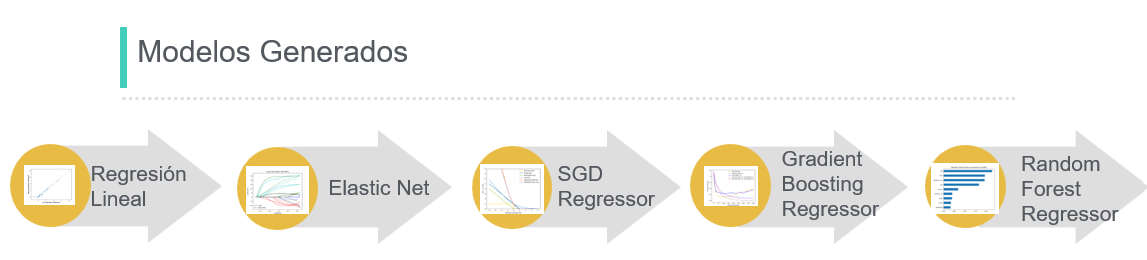 Modelos Generados
Regresión
Lineal
Elastic Net
SGD
Regressor
Gradient
Boosting
Regressor
Random
Forest
Regressor